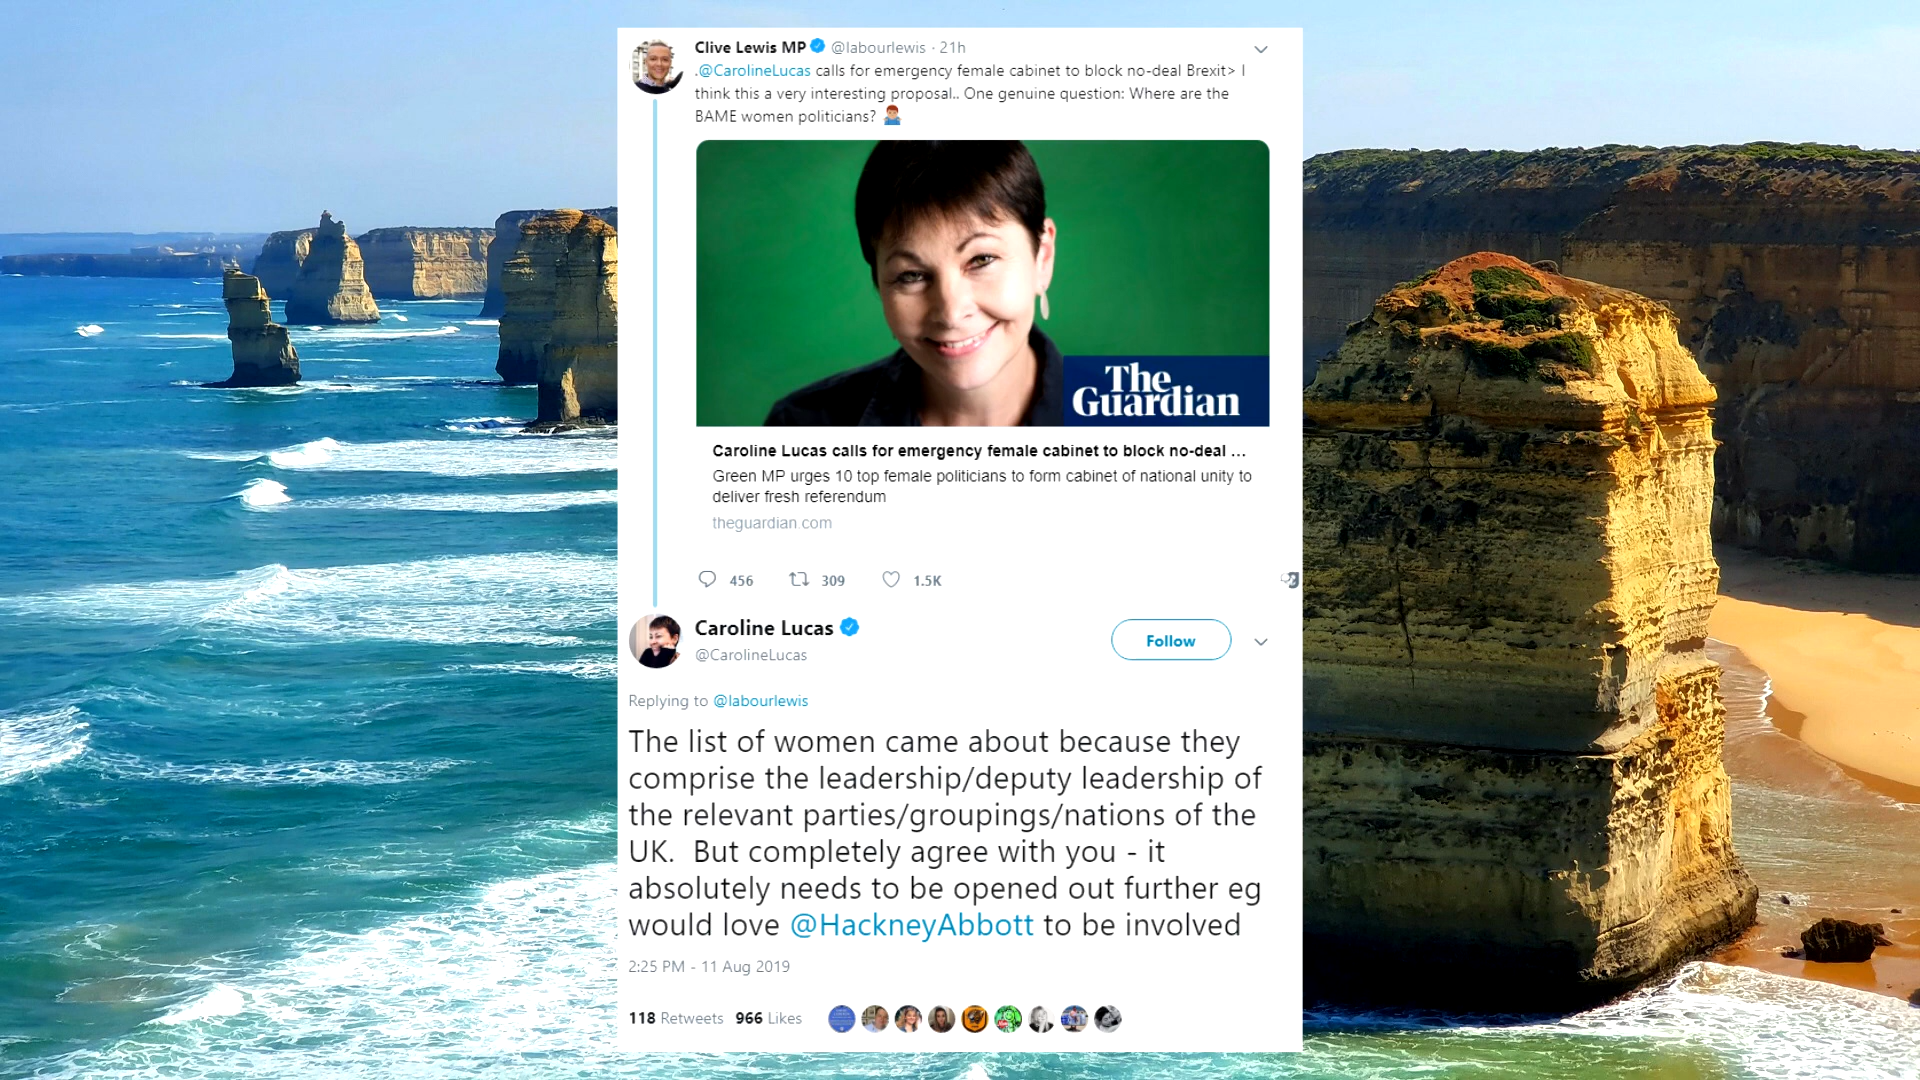 Clive Lewis MP @labourlewis · 21h
.@CarolineLucas calls for emergency female cabinet to block no-deal Brexit> I
think this a very interesting proposal.. One genuine question: Where are the
BAME women politicians?
The
Guardian
Caroline Lucas calls for emergency female cabinet to block no-deal ...
Green MP urges 10 top female politicians to form cabinet of national unity to
deliver fresh referendum
theguardian.com
456 309 1.5K
Caroline Lucas
@CarolineLucas
Follow
Replying to @labourlewis
The list of women came about because they
comprise the leadership/deputy leadership of
the relevant parties/groupings/nations of the
UK.  But completely agree with you - it
absolutely needs to be opened out further eg
would love @HackneyAbbott to be involved
2:25 PM - 11 Aug 2019
118 Retweets 966 Likes